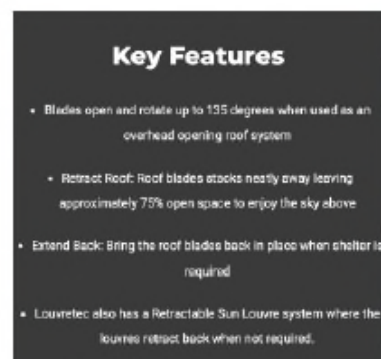 Key Features
• Blades open and rotate up to 135 degrees when used as an
overhead opening roof system
• Retract Roof: Roof blades stacks neatly away leaving
approximately 75% open space to enjoy the sky above
• Extend Back: Bring the roof blades back in place when shelter is
required
• Louvretec also has a Retractable Sun Louvre system where the
louvres retract back when not required.